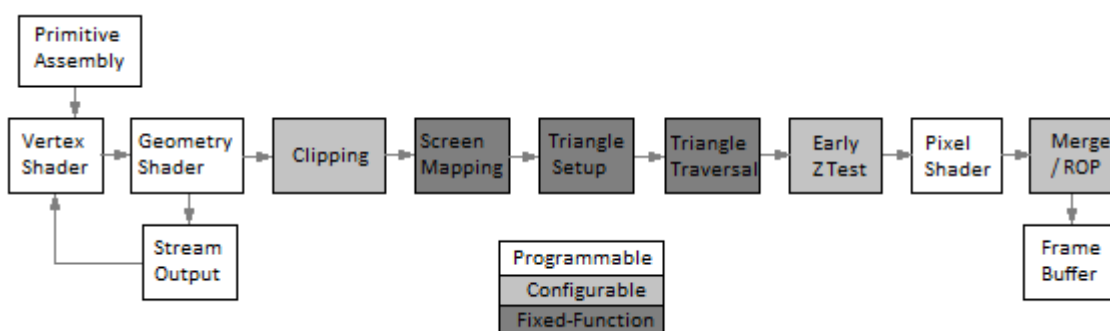 Primitive
Assembly
Vertex
Shader
Geometry
Shader
Clipping
Screen
Mapping
Triangle
Setup
Triangle
Traversal
Early
Z Test
Pixel
Shader
Merge
/ ROP
Stream
Output
Frame
Buffer
Programmable
Configurable
Fixed-Function